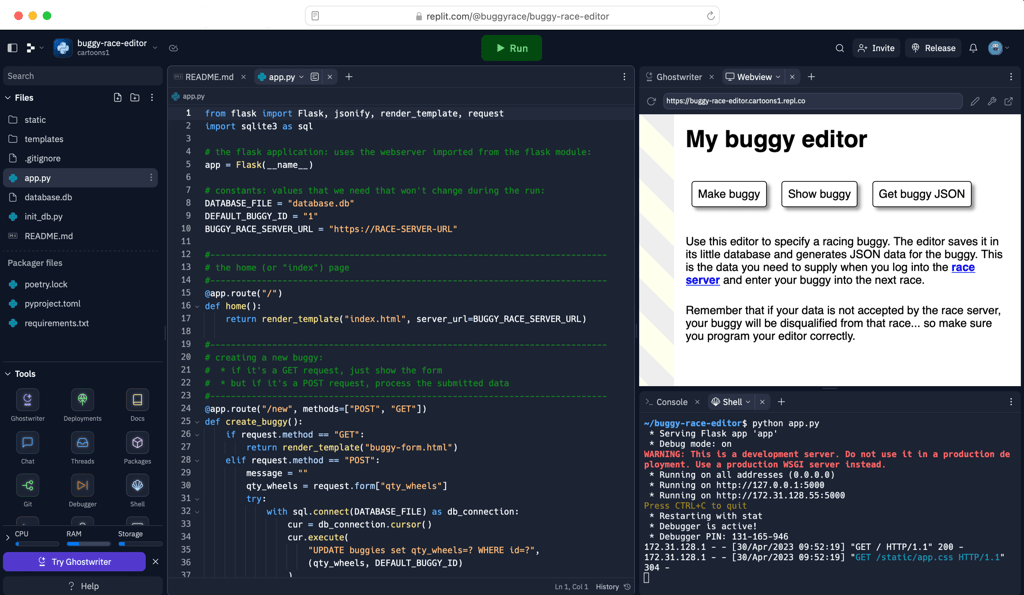 replit.com/@buggyrace/buggy-race-editor
buggy-race-editor
cartoons1
Run
Invite
Release
Search
Files
static
templates
.gitignore
app.py
database.db
init_db.py
README.md
Packager files
poetry.lock
pyproject.toml
requirements.txt
Tools
Ghostwriter
Deployments
Docs
Chat
Threads
Packages
Git
Debugger
Shell
CPU
RAM
Storage
Try Ghostwriter
? Help
README.md
app.py
app.py
1 from flask import Flask, jsonify, render_template, request
2 import sqlite3 as sql
3
4 # the flask application: uses the webserver imported from the flask module:
5 app = Flask(__name__)
6
7 # constants: values that we need that won't change during the run:
8 DATABASE_FILE = "database.db"
9 DEFAULT_BUGGY_ID = "1"
10 BUGGY_RACE_SERVER_URL = "https://RACE-SERVER-URL"
11
12 #------------------------------------------------------------
13 # the home (or "index") page
14 #------------------------------------------------------------
15 @app.route("/")
16 def home():
17     return render_template("index.html", server_url=BUGGY_RACE_SERVER_URL)
18
19 #------------------------------------------------------------
20 # creating a new buggy:
21 #  * if it's a GET request, just show the form
22 #  * but if it's a POST request, process the submitted data
23 #------------------------------------------------------------
24 @app.route("/new", methods=["POST", "GET"])
25 def create_buggy():
26     if request.method == "GET":
27         return render_template("buggy-form.html")
28     elif request.method == "POST":
29         message = ""
30         qty_wheels = request.form["qty_wheels"]
31         try:
32             with sql.connect(DATABASE_FILE) as db_connection:
33                 cur = db_connection.cursor()
34                 cur.execute(
35                     "UPDATE buggies set qty_wheels=? WHERE id=?",
36                     (qty_wheels, DEFAULT_BUGGY_ID)
37                 )
Ln 1, Col 1 History
Ghostwriter
Webview
https://buggy-race-editor.cartoons1.repl.co
My buggy editor
Make buggy
Show buggy
Get buggy JSON
Use this editor to specify a racing buggy. The editor saves it in
its little database and generates JSON data for the buggy. This
is the data you need to supply when you log into the race
server and enter your buggy into the next race.
Remember that if your data is not accepted by the race server,
your buggy will be disqualified from that race... so make sure
you program your editor correctly.
Console
Shell
~/buggy-race-editor$ python app.py
* Serving Flask app 'app'
* Debug mode: on
WARNING: This is a development server. Do not use it in a production de
ployment. Use a production WSGI server instead.
* Running on all addresses (0.0.0.0)
* Running on http://127.0.0.1:5000
* Running on http://172.31.128.55:5000
Press CTRL+C to quit
* Restarting with stat
* Debugger is active!
* Debugger PIN: 131-165-946
172.31.128.1 - - [30/Apr/2023 09:52:19] "GET / HTTP/1.1" 200 -
172.31.128.1 - - [30/Apr/2023 09:52:19] "GET /static/app.css HTTP/1.1"
304 -